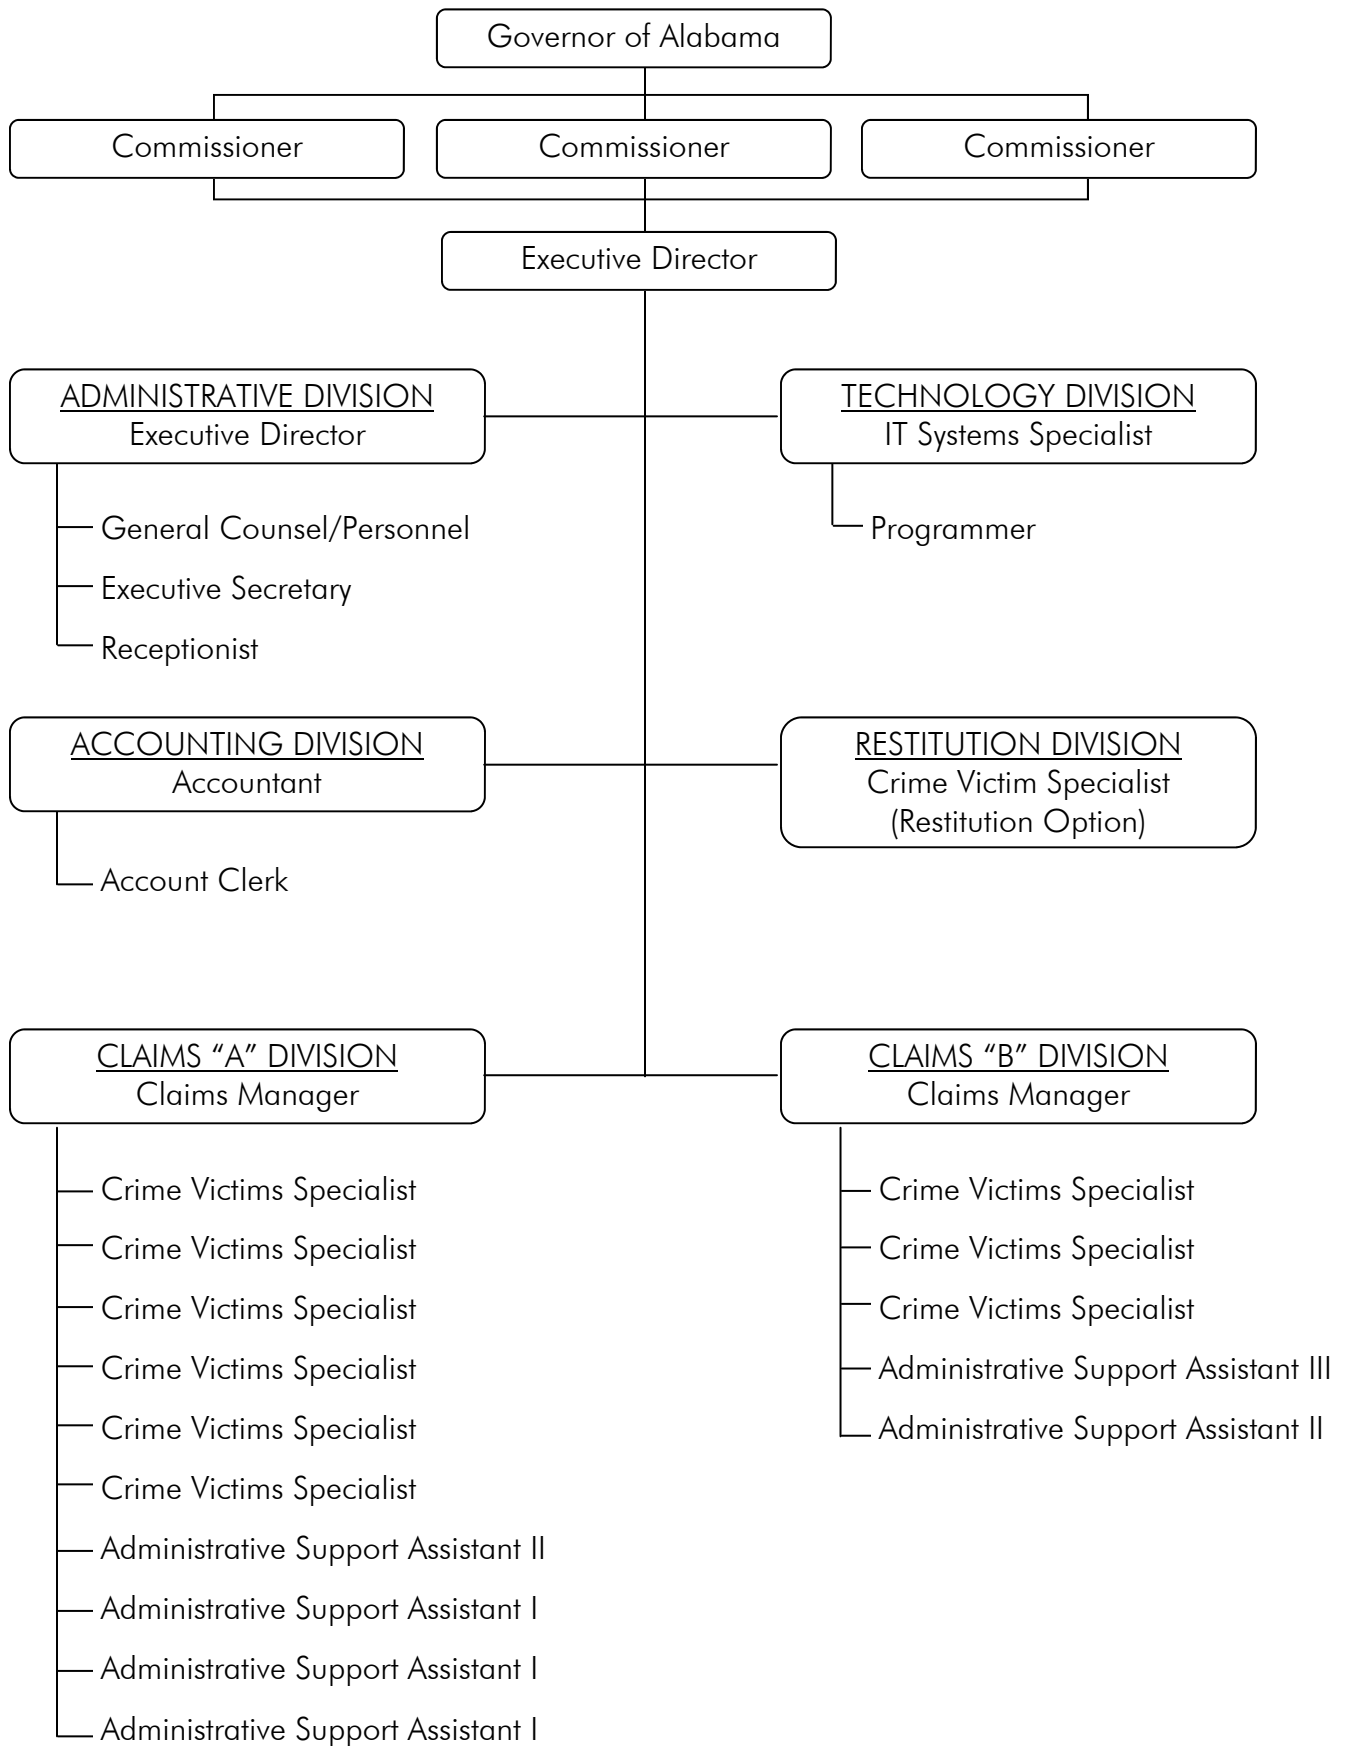 Governor of Alabama
Commissioner
Commissioner
Commissioner
Executive Director
ADMINISTRATIVE DIVISION
Executive Director
General Counsel/Personnel
Executive Secretary
Receptionist
TECHNOLOGY DIVISION
IT Systems Specialist
Programmer
ACCOUNTING DIVISION
Accountant
Account Clerk
RESTITUTION DIVISION
Crime Victim Specialist
(Restitution Option)
CLAIMS “A” DIVISION
Claims Manager
Crime Victims Specialist
Crime Victims Specialist
Crime Victims Specialist
Crime Victims Specialist
Crime Victims Specialist
Crime Victims Specialist
Administrative Support Assistant II
Administrative Support Assistant I
Administrative Support Assistant I
Administrative Support Assistant I
CLAIMS “B” DIVISION
Claims Manager
Crime Victims Specialist
Crime Victims Specialist
Crime Victims Specialist
Administrative Support Assistant III
Administrative Support Assistant II